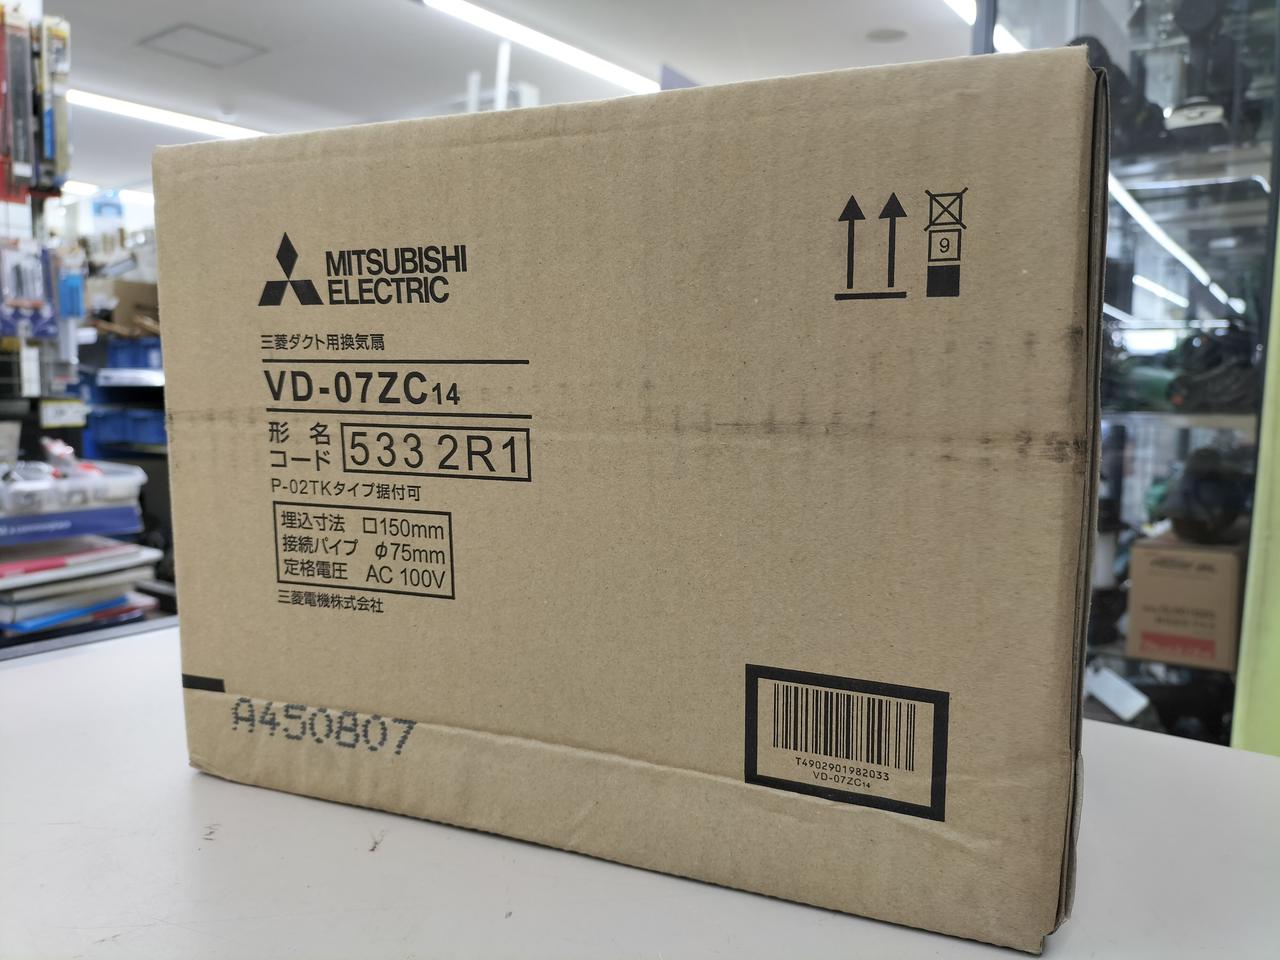 MITSUBISHI
ELECTRIC
三菱ダクト用換気扇
VD-07ZC14
形名
コード 5332R1
P-02TKタイプ据付可
埋込寸法 □150mm
接続パイプ φ75mm
定格電圧 AC 100V
三菱電機株式会社
9
A450807
T4902901982033
VD-07ZC14